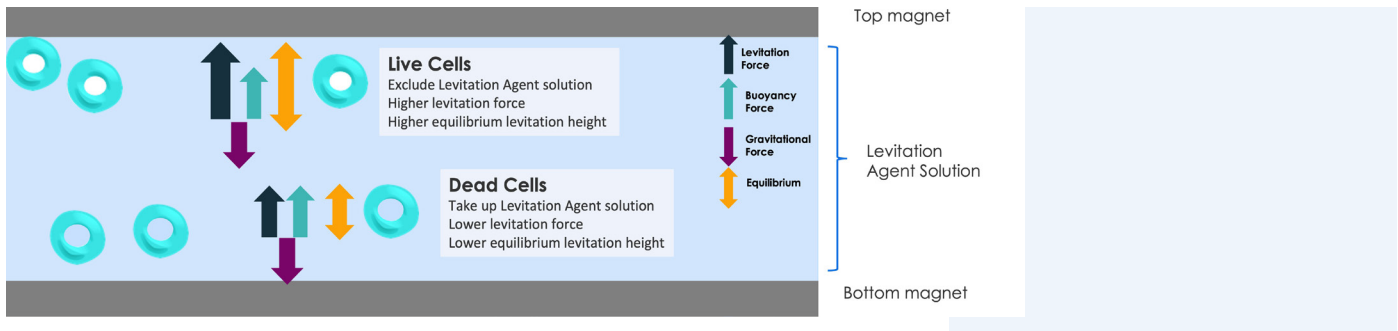 Top magnet
Live Cells
Exclude Levitation Agent solution
Higher levitation force
Higher equilibrium levitation height
Dead Cells
Take up Levitation Agent solution
Lower levitation force
Lower equilibrium levitation height
Levitation
Force
Buoyancy
Force
Gravitational
Force
Equilibrium
Levitation
Agent Solution
Bottom magnet